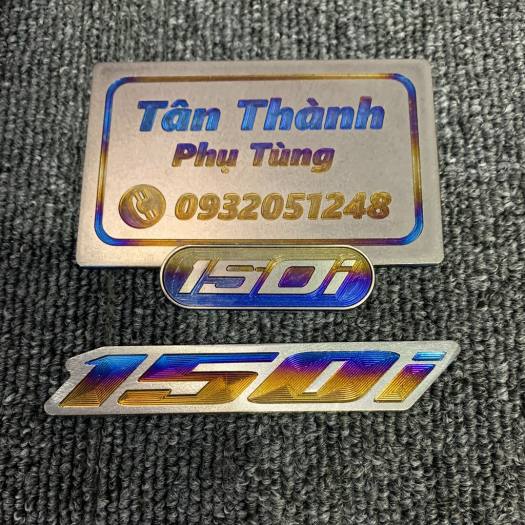 Tân Thành
Phụ Tùng
0932051248
150i
150i